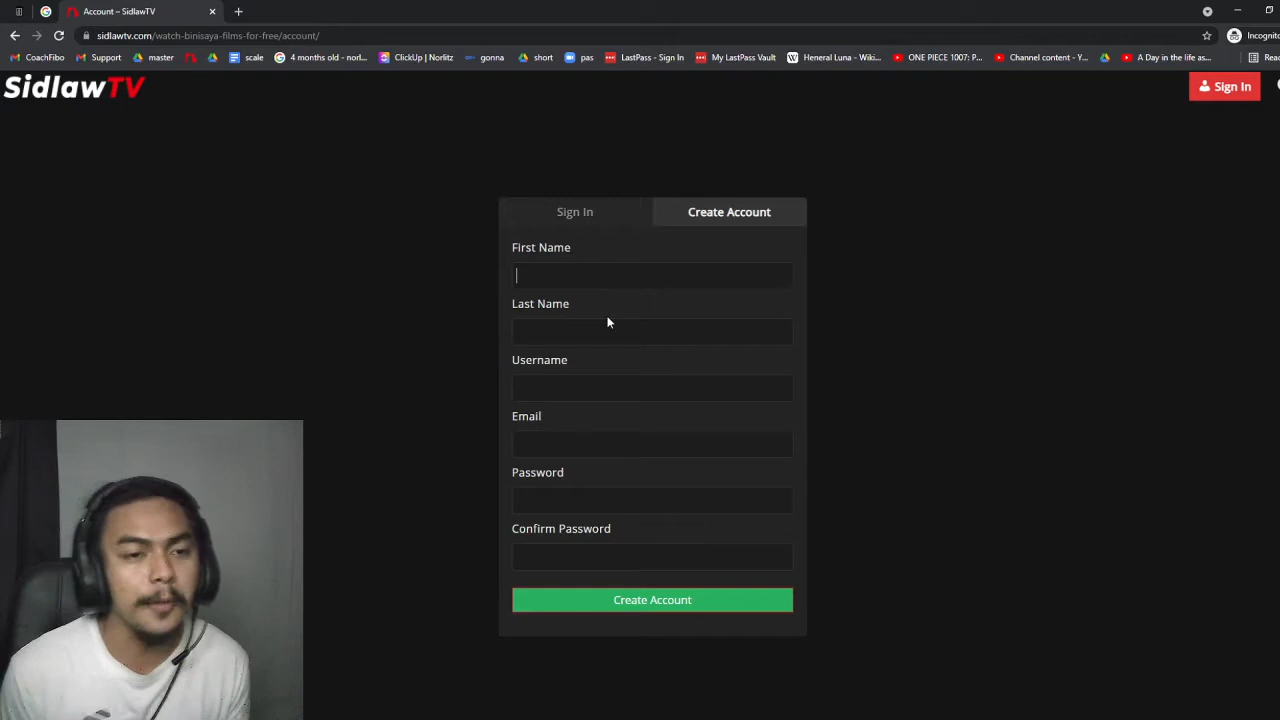 Account – SidlawTV
sidlawtv.com/watch-binisaya-films-for-free/account/
Incognito
CoachFibo
Support
master
scale
4 months old - norl...
ClickUp | Norlitz
gonna
short
pas
LastPass - Sign In
My LastPass Vault
Heneral Luna - Wiki...
ONE PIECE 1007: P...
Channel content - Y...
A Day in the life as...
Reac
SidlawTV
Sign In
Sign In
Create Account
First Name
Last Name
Username
Email
Password
Confirm Password
Create Account